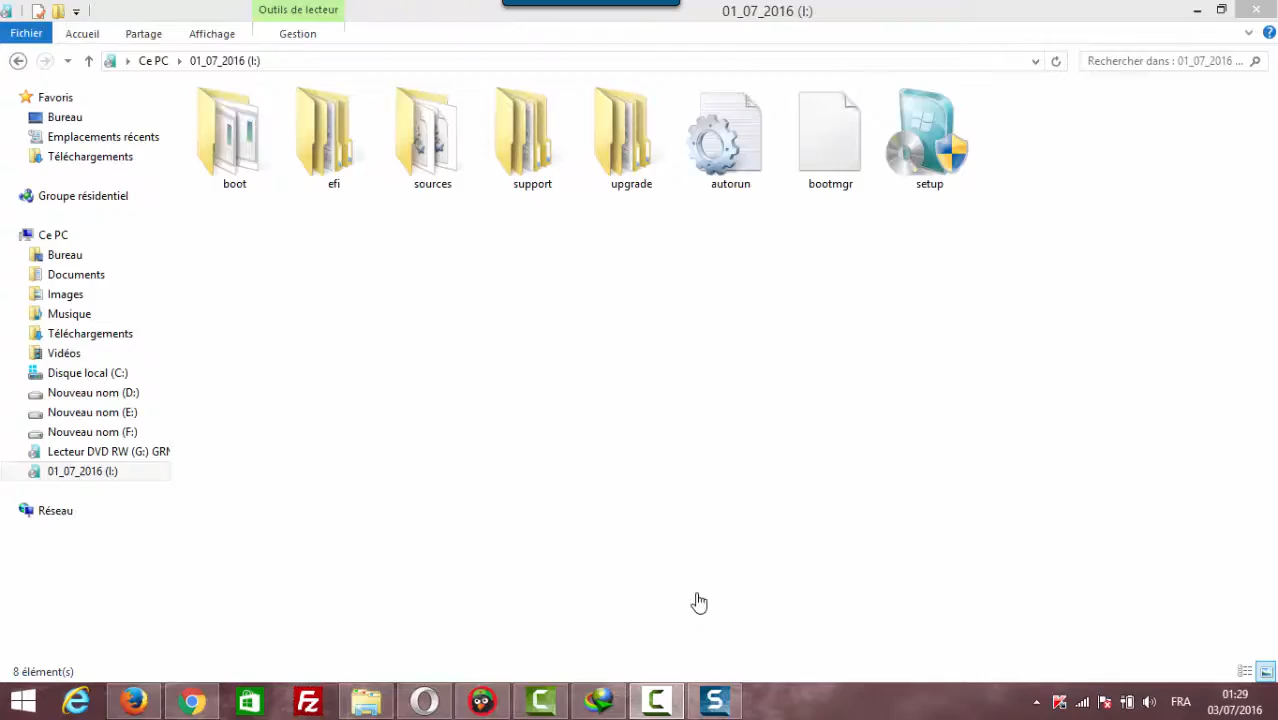 Outils de lecteur
01_07_2016 (I:)
Fichier
Accueil
Partage
Affichage
Gestion
Ce PC
01_07_2016 (I:)
Rechercher dans : 01_07_2016 ...
Favoris
Bureau
Emplacements récents
Téléchargements
Groupe résidentiel
Ce PC
Bureau
Documents
Images
Musique
Téléchargements
Vidéos
Disque local (C:)
Nouveau nom (D:)
Nouveau nom (E:)
Nouveau nom (F:)
Lecteur DVD RW (G:) GRM
01_07_2016 (I:)
Réseau
boot
efi
sources
support
upgrade
autorun
bootmgr
setup
8 élément(s)
FRA
01:29
03/07/2016